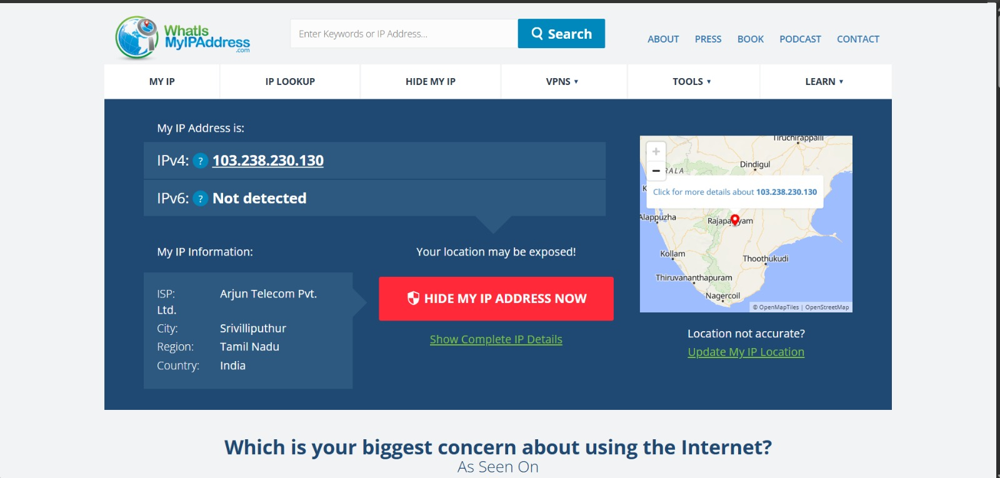 WhatIs
MyIPAddress
.com
Enter Keywords or IP Address...
Search
ABOUT PRESS BOOK PODCAST CONTACT
MY IP IP LOOKUP HIDE MY IP VPNS ▼ TOOLS ▼ LEARN ▼
My IP Address is:
IPv4: ? 103.238.230.130
IPv6: ? Not detected
My IP Information:
ISP: Arjun Telecom Pvt.
Ltd.
City: Srivilliputhur
Region: Tamil Nadu
Country: India
Your location may be exposed!
HIDE MY IP ADDRESS NOW
Show Complete IP Details
Tiruchirappalli
+
Dindigul
−
RALA
K
Click for more details about 103.238.230.130
Alappuzha
Rajapa yam
Kollam
Thoothukudi
Thiruvananthapuram
Nagercoil
© OpenMapTiles | OpenStreetMap
Location not accurate?
Update My IP Location
Which is your biggest concern about using the Internet?
As Seen On